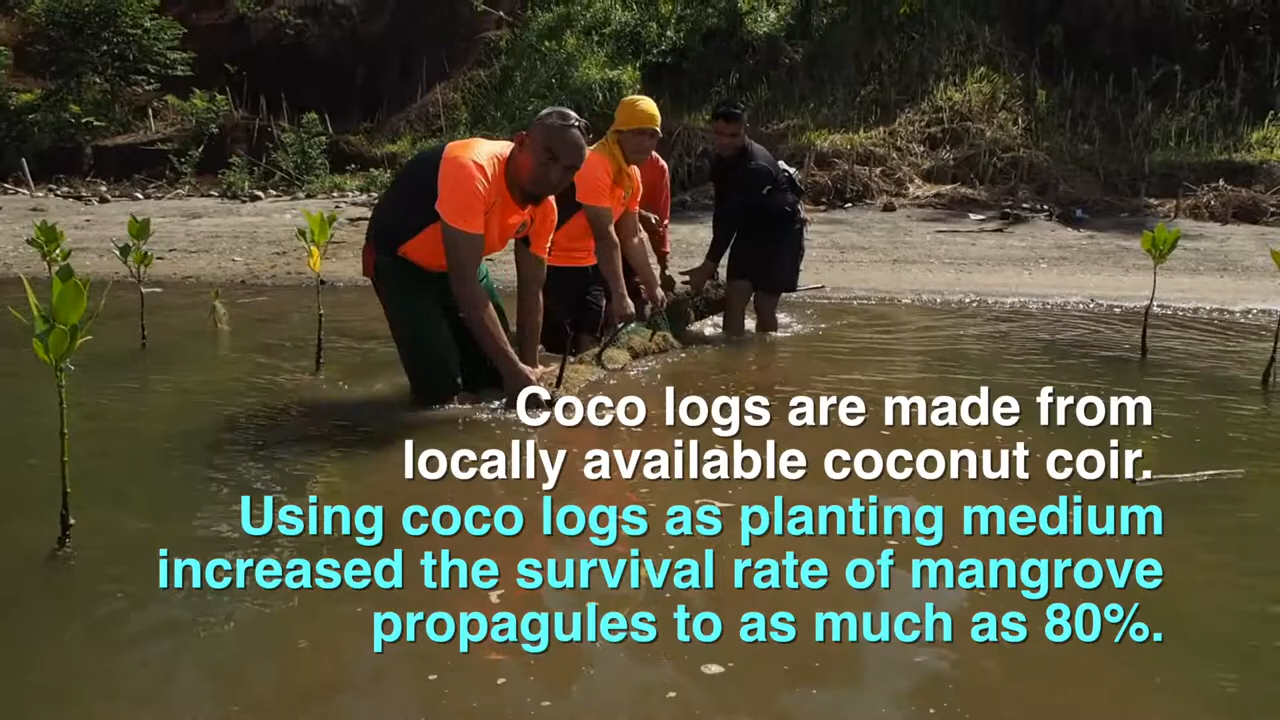 Coco logs are made from
locally available coconut coir.
Using coco logs as planting medium
increased the survival rate of mangrove
propagules to as much as 80%.